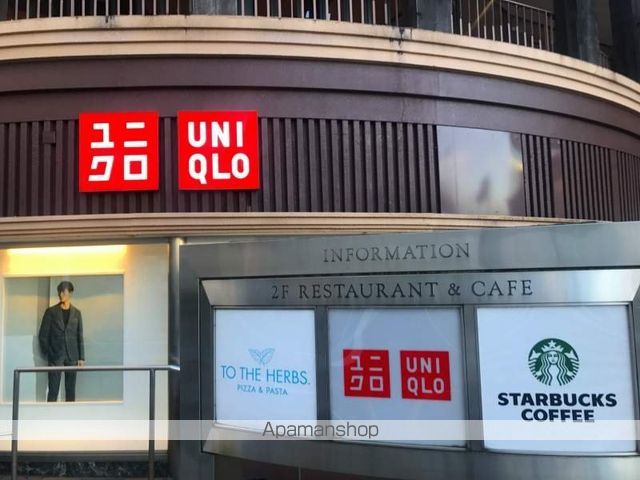 ユニ
クロ
UNI
QLO
INFORMATION
2F RESTAURANT & CAFE
TO THE HERBS.
PIZZA & PASTA
ユニ
クロ
UNI
QLO
STARBUCKS
COFFEE
Apamanshop